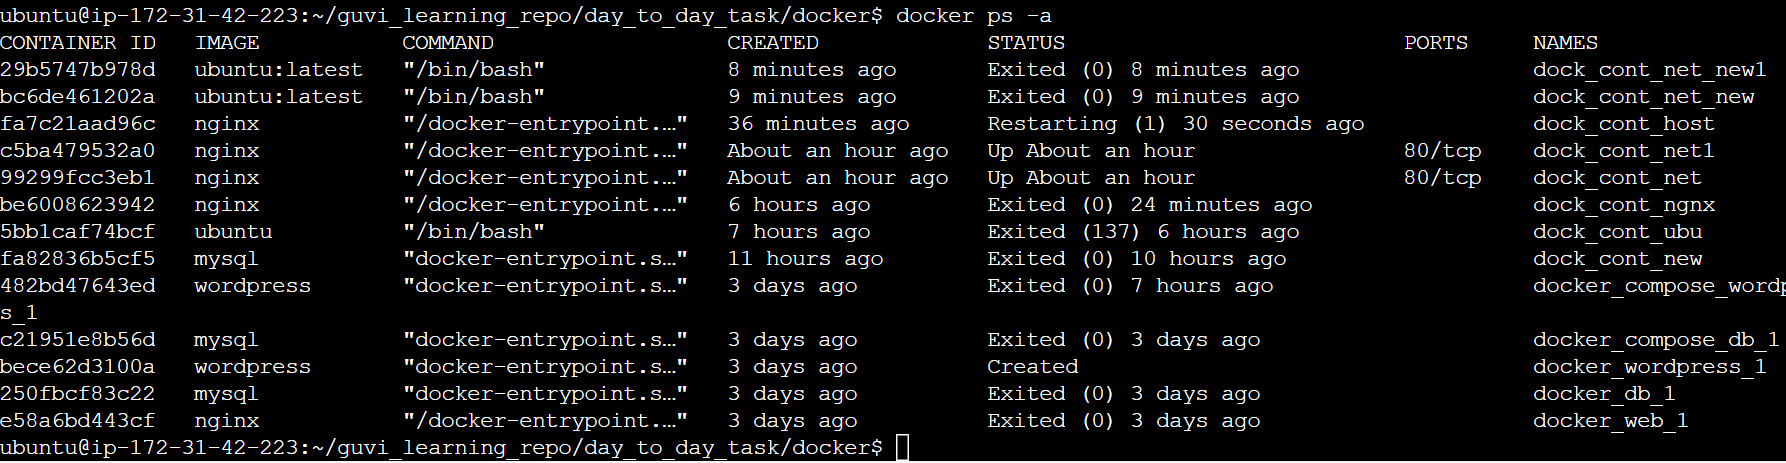 ubuntu@ip-172-31-42-223:~/guvi_learning_repo/day_to_day_task/docker$ docker ps -a
CONTAINER ID   IMAGE           COMMAND                  CREATED             STATUS                          PORTS     NAMES
29b5747b978d   ubuntu:latest   "/bin/bash"              8 minutes ago       Exited (0) 8 minutes ago                  dock_cont_net_new1
bc6de461202a   ubuntu:latest   "/bin/bash"              9 minutes ago       Exited (0) 9 minutes ago                  dock_cont_net_new
fa7c21aad96c   nginx           "/docker-entrypoint.…"   36 minutes ago      Restarting (1) 30 seconds ago             dock_cont_host
c5ba479532a0   nginx           "/docker-entrypoint.…"   About an hour ago   Up About an hour                80/tcp    dock_cont_net1
99299fcc3eb1   nginx           "/docker-entrypoint.…"   About an hour ago   Up About an hour                80/tcp    dock_cont_net
be6008623942   nginx           "/docker-entrypoint.…"   6 hours ago         Exited (0) 24 minutes ago                 dock_cont_ngnx
5bb1caf74bcf   ubuntu          "/bin/bash"              7 hours ago         Exited (137) 6 hours ago                  dock_cont_ubu
fa82836b5cf5   mysql           "docker-entrypoint.s…"   11 hours ago        Exited (0) 10 hours ago                   dock_cont_new
482bd47643ed   wordpress       "docker-entrypoint.s…"   3 days ago          Exited (0) 7 hours ago                    docker_compose_wordp
s_1
c21951e8b56d   mysql           "docker-entrypoint.s…"   3 days ago          Exited (0) 3 days ago                     docker_compose_db_1
bece62d3100a   wordpress       "docker-entrypoint.s…"   3 days ago          Created                                   docker_wordpress_1
250fbcf83c22   mysql           "docker-entrypoint.s…"   3 days ago          Exited (0) 3 days ago                     docker_db_1
e58a6bd443cf   nginx           "/docker-entrypoint.…"   3 days ago          Exited (0) 3 days ago                     docker_web_1
ubuntu@ip-172-31-42-223:~/guvi_learning_repo/day_to_day_task/docker$